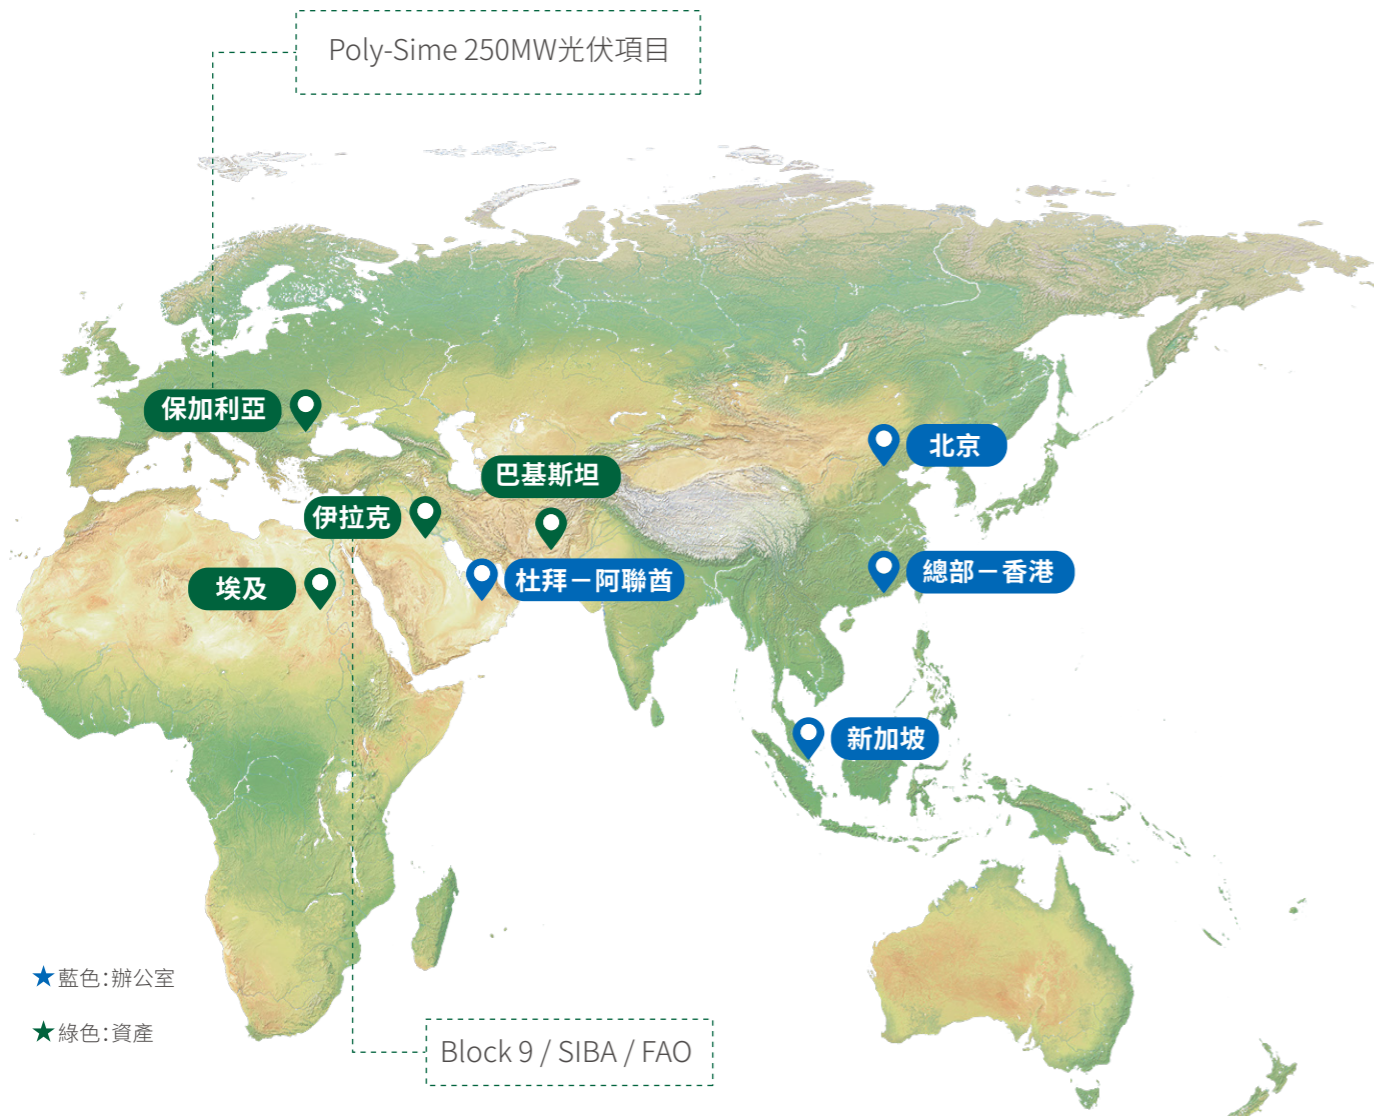 Poly-Sime 250MW光伏項目
保加利亞
北京
巴基斯坦
伊拉克
杜拜－阿聯酋
總部－香港
埃及
新加坡
藍色：辦公室
綠色：資產
Block 9 / SIBA / FAO